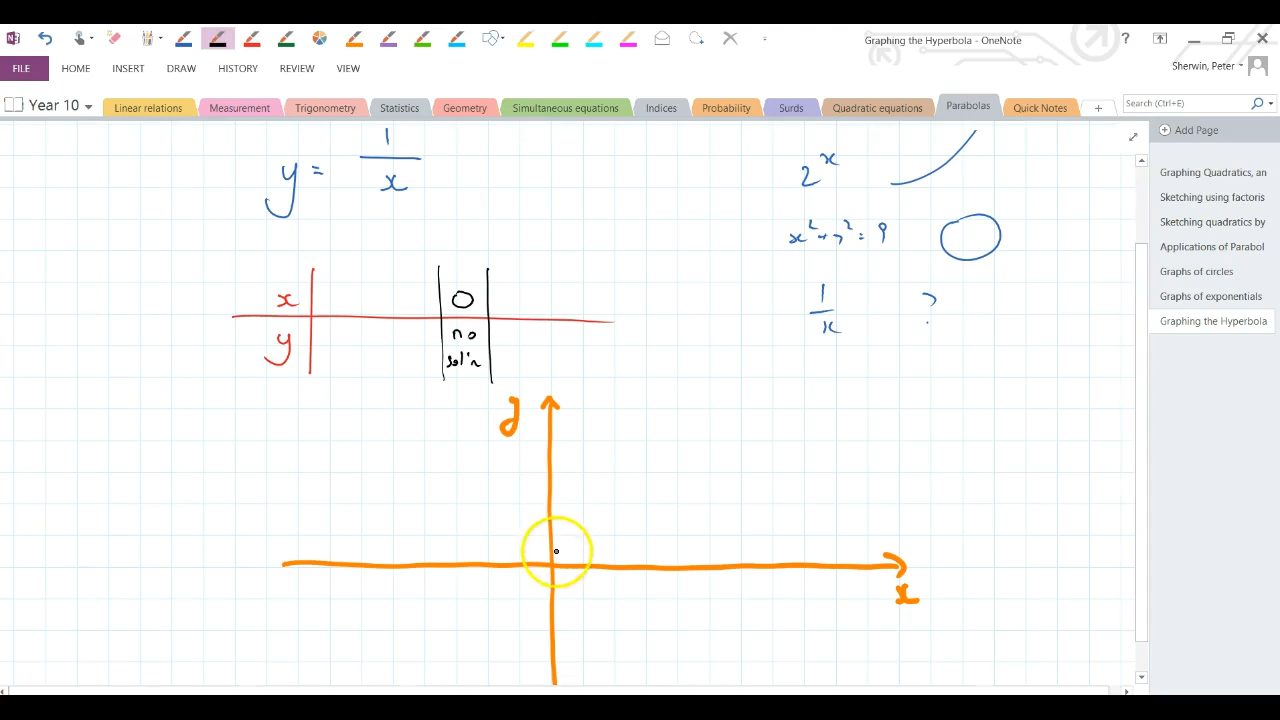 Graphing the Hyperbola - OneNote
?
Sherwin, Peter
FILE HOME INSERT DRAW HISTORY REVIEW VIEW
Year 10
Linear relations Measurement Trigonometry Statistics Geometry Simultaneous equations Indices Probability Surds Quadratic equations Parabolas Quick Notes +
Search (Ctrl+E)
Add Page
Graphing Quadratics, an
Sketching using factoris
Sketching quadratics by
Applications of Parabol
Graphs of circles
Graphs of exponentials
Graphing the Hyperbola
y = 1/x
2^x
x² + y² = 9
1/x ?
x 0
y no
sol'n
y
x